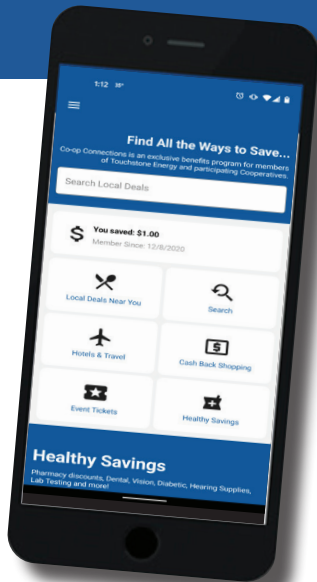 1:12 35°
Find All the Ways to Save...
Co-op Connections is an exclusive benefits program for members
of Touchstone Energy and participating Cooperatives.
Search Local Deals
$ You saved: $1.00
Member Since: 12/8/2020
Local Deals Near You
Search
Hotels & Travel
$
Cash Back Shopping
Event Tickets
Healthy Savings
Healthy Savings
Pharmacy discounts, Dental, Vision, Diabetic, Hearing Supplies,
Lab Testing and more!